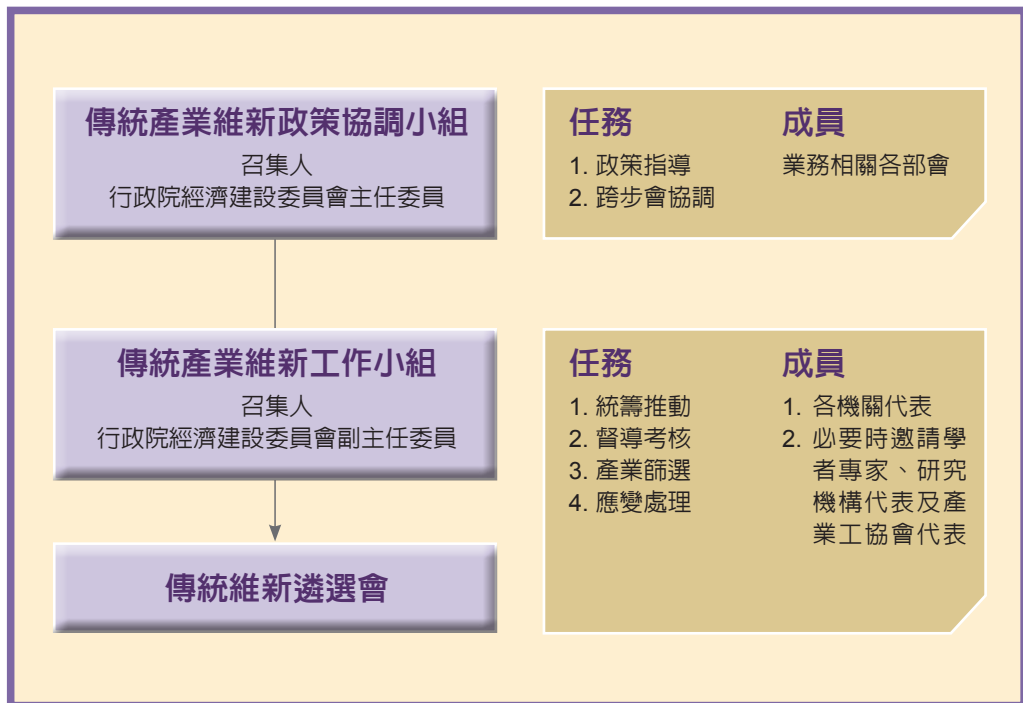 傳統產業維新政策協調小組
召集人
行政院經濟建設委員會主任委員
任務
1. 政策指導
2. 跨步會協調
成員
業務相關各部會
傳統產業維新工作小組
召集人
行政院經濟建設委員會副主任委員
任務
1. 統籌推動
2. 督導考核
3. 產業篩選
4. 應變處理
成員
1. 各機關代表
2. 必要時邀請學
者專家、研究
機構代表及產
業工協會代表
傳統維新遴選會